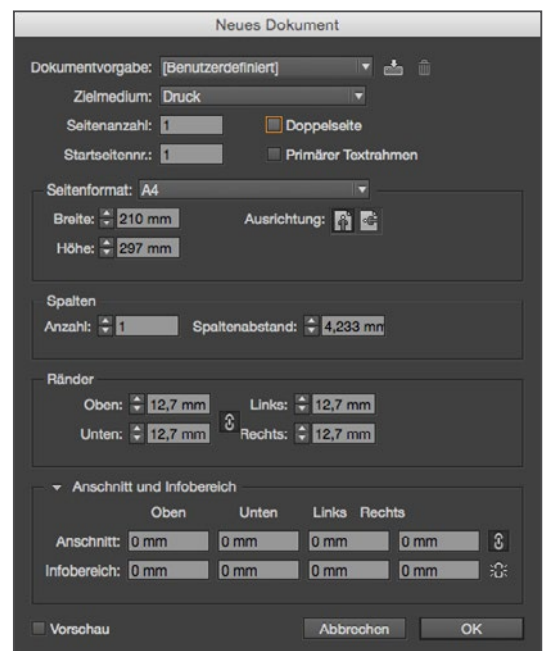 Neues Dokument
Dokumentvorgabe: [Benutzerdefiniert]
Zielmedium: Druck
Seitenanzahl: 1 Doppelseite
Startseitennr.: 1 Primärer Textrahmen
Seitenformat: A4
Breite: 210 mm Ausrichtung:
Höhe: 297 mm
Spalten
Anzahl: 1 Spaltenabstand: 4,233 mm
Ränder
Oben: 12,7 mm Links: 12,7 mm
Unten: 12,7 mm Rechts: 12,7 mm
Anschnitt und Infobereich
Oben Unten Links Rechts
Anschnitt: 0 mm 0 mm 0 mm 0 mm
Infobereich: 0 mm 0 mm 0 mm 0 mm
Vorschau Abbrechen OK